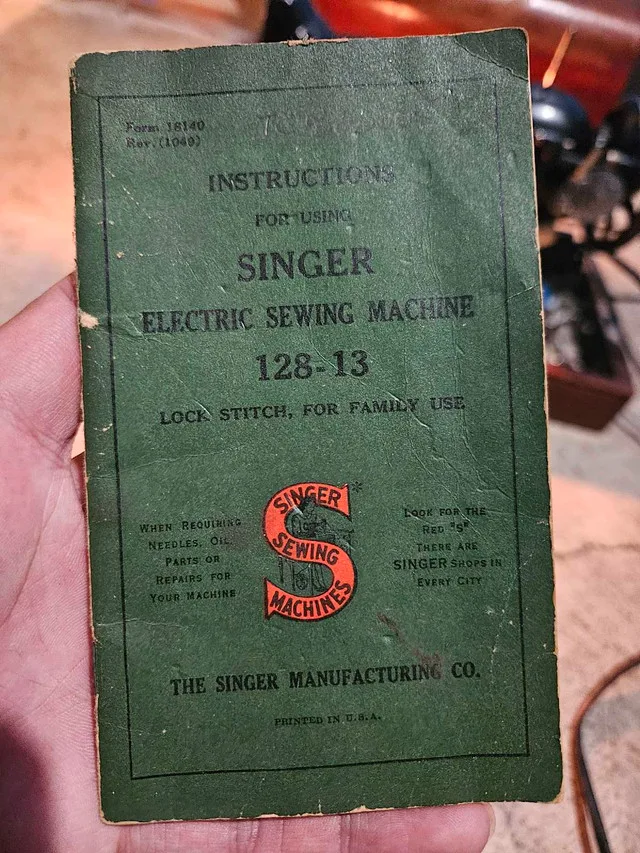 Form 18140
Rev. (1049)
INSTRUCTIONS
FOR USING
SINGER
ELECTRIC SEWING MACHINE
128-13
LOCK STITCH, FOR FAMILY USE
WHEN REQUIRING
NEEDLES, OIL,
PARTS OR
REPAIRS FOR
YOUR MACHINE
SINGER*
SEWING
MACHINES
LOOK FOR THE
RED "S"
THERE ARE
SINGER SHOPS IN
EVERY CITY
THE SINGER MANUFACTURING CO.
PRINTED IN U.S.A.